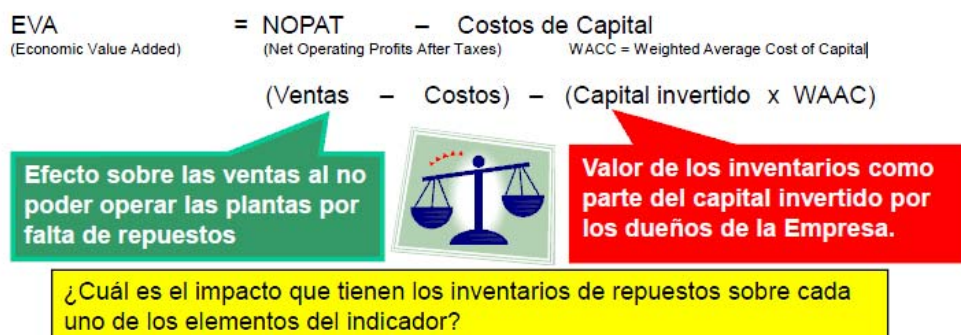 EVA = NOPAT – Costos de Capital
(Economic Value Added) (Net Operating Profits After Taxes) WACC = Weighted Average Cost of Capital
(Ventas – Costos) – (Capital invertido x WAAC)
Efecto sobre las ventas al no
poder operar las plantas por
falta de repuestos
Valor de los inventarios como
parte del capital invertido por
los dueños de la Empresa.
¿Cuál es el impacto que tienen los inventarios de repuestos sobre cada
uno de los elementos del indicador?